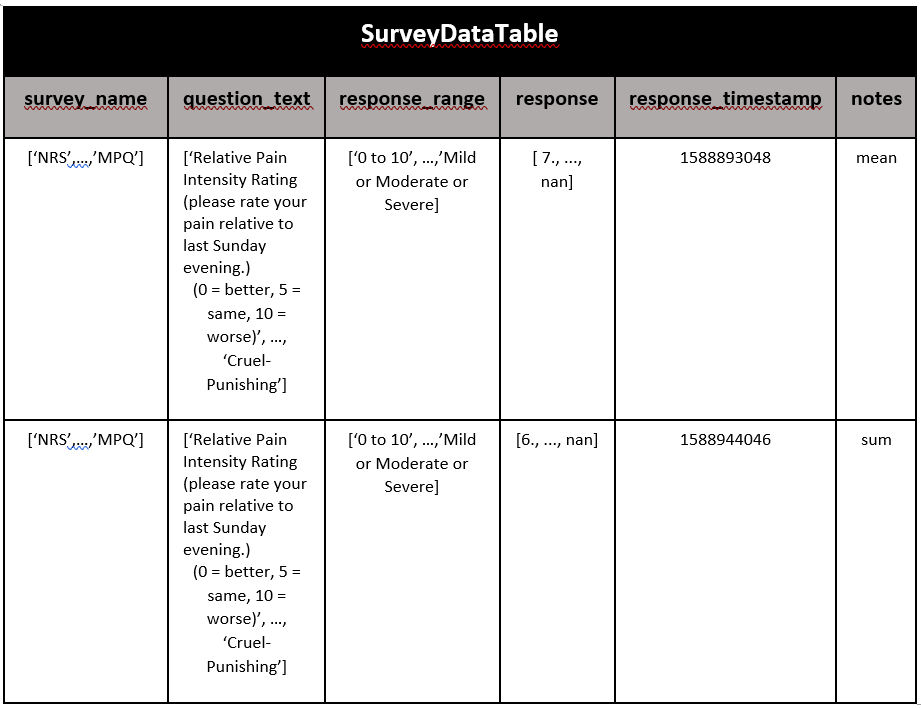 SurveyDataTable
survey_name question_text response_range response response_timestamp notes
[‘NRS’,…,’MPQ’]
[‘Relative Pain
Intensity Rating
(please rate your
pain relative to
last Sunday
evening.)
(0 = better, 5 =
same, 10 =
worse)’, …,
‘Cruel-
Punishing’]
[‘0 to 10’, …,’Mild
or Moderate or
Severe]
[ 7., ...,
nan]
1588893048
mean
[‘NRS’,…,’MPQ’]
[‘Relative Pain
Intensity Rating
(please rate your
pain relative to
last Sunday
evening.)
(0 = better, 5 =
same, 10 =
worse)’, …,
‘Cruel-
Punishing’]
[‘0 to 10’, …,’Mild
or Moderate or
Severe]
[6., ..., nan]
1588944046
sum